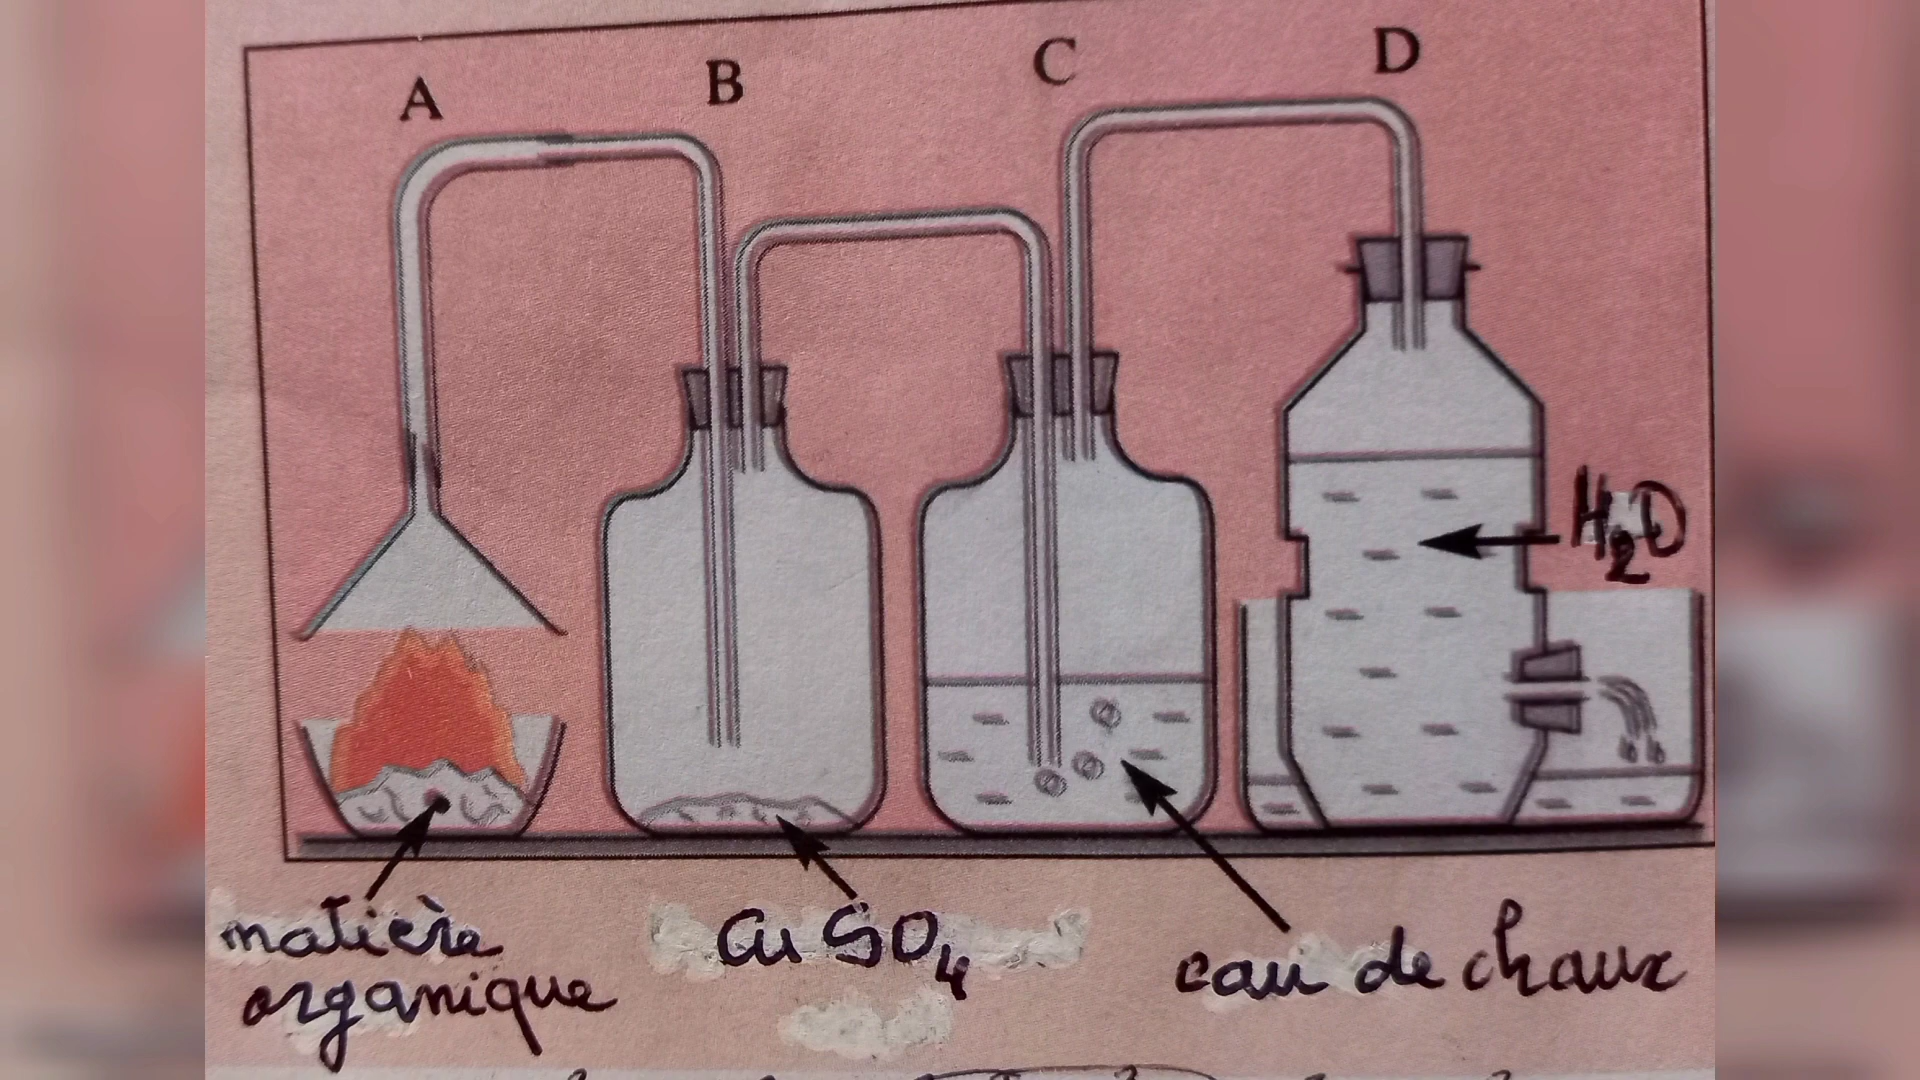 A B C D
H₂O
matière
organique
CuSO₄
eau de chaux